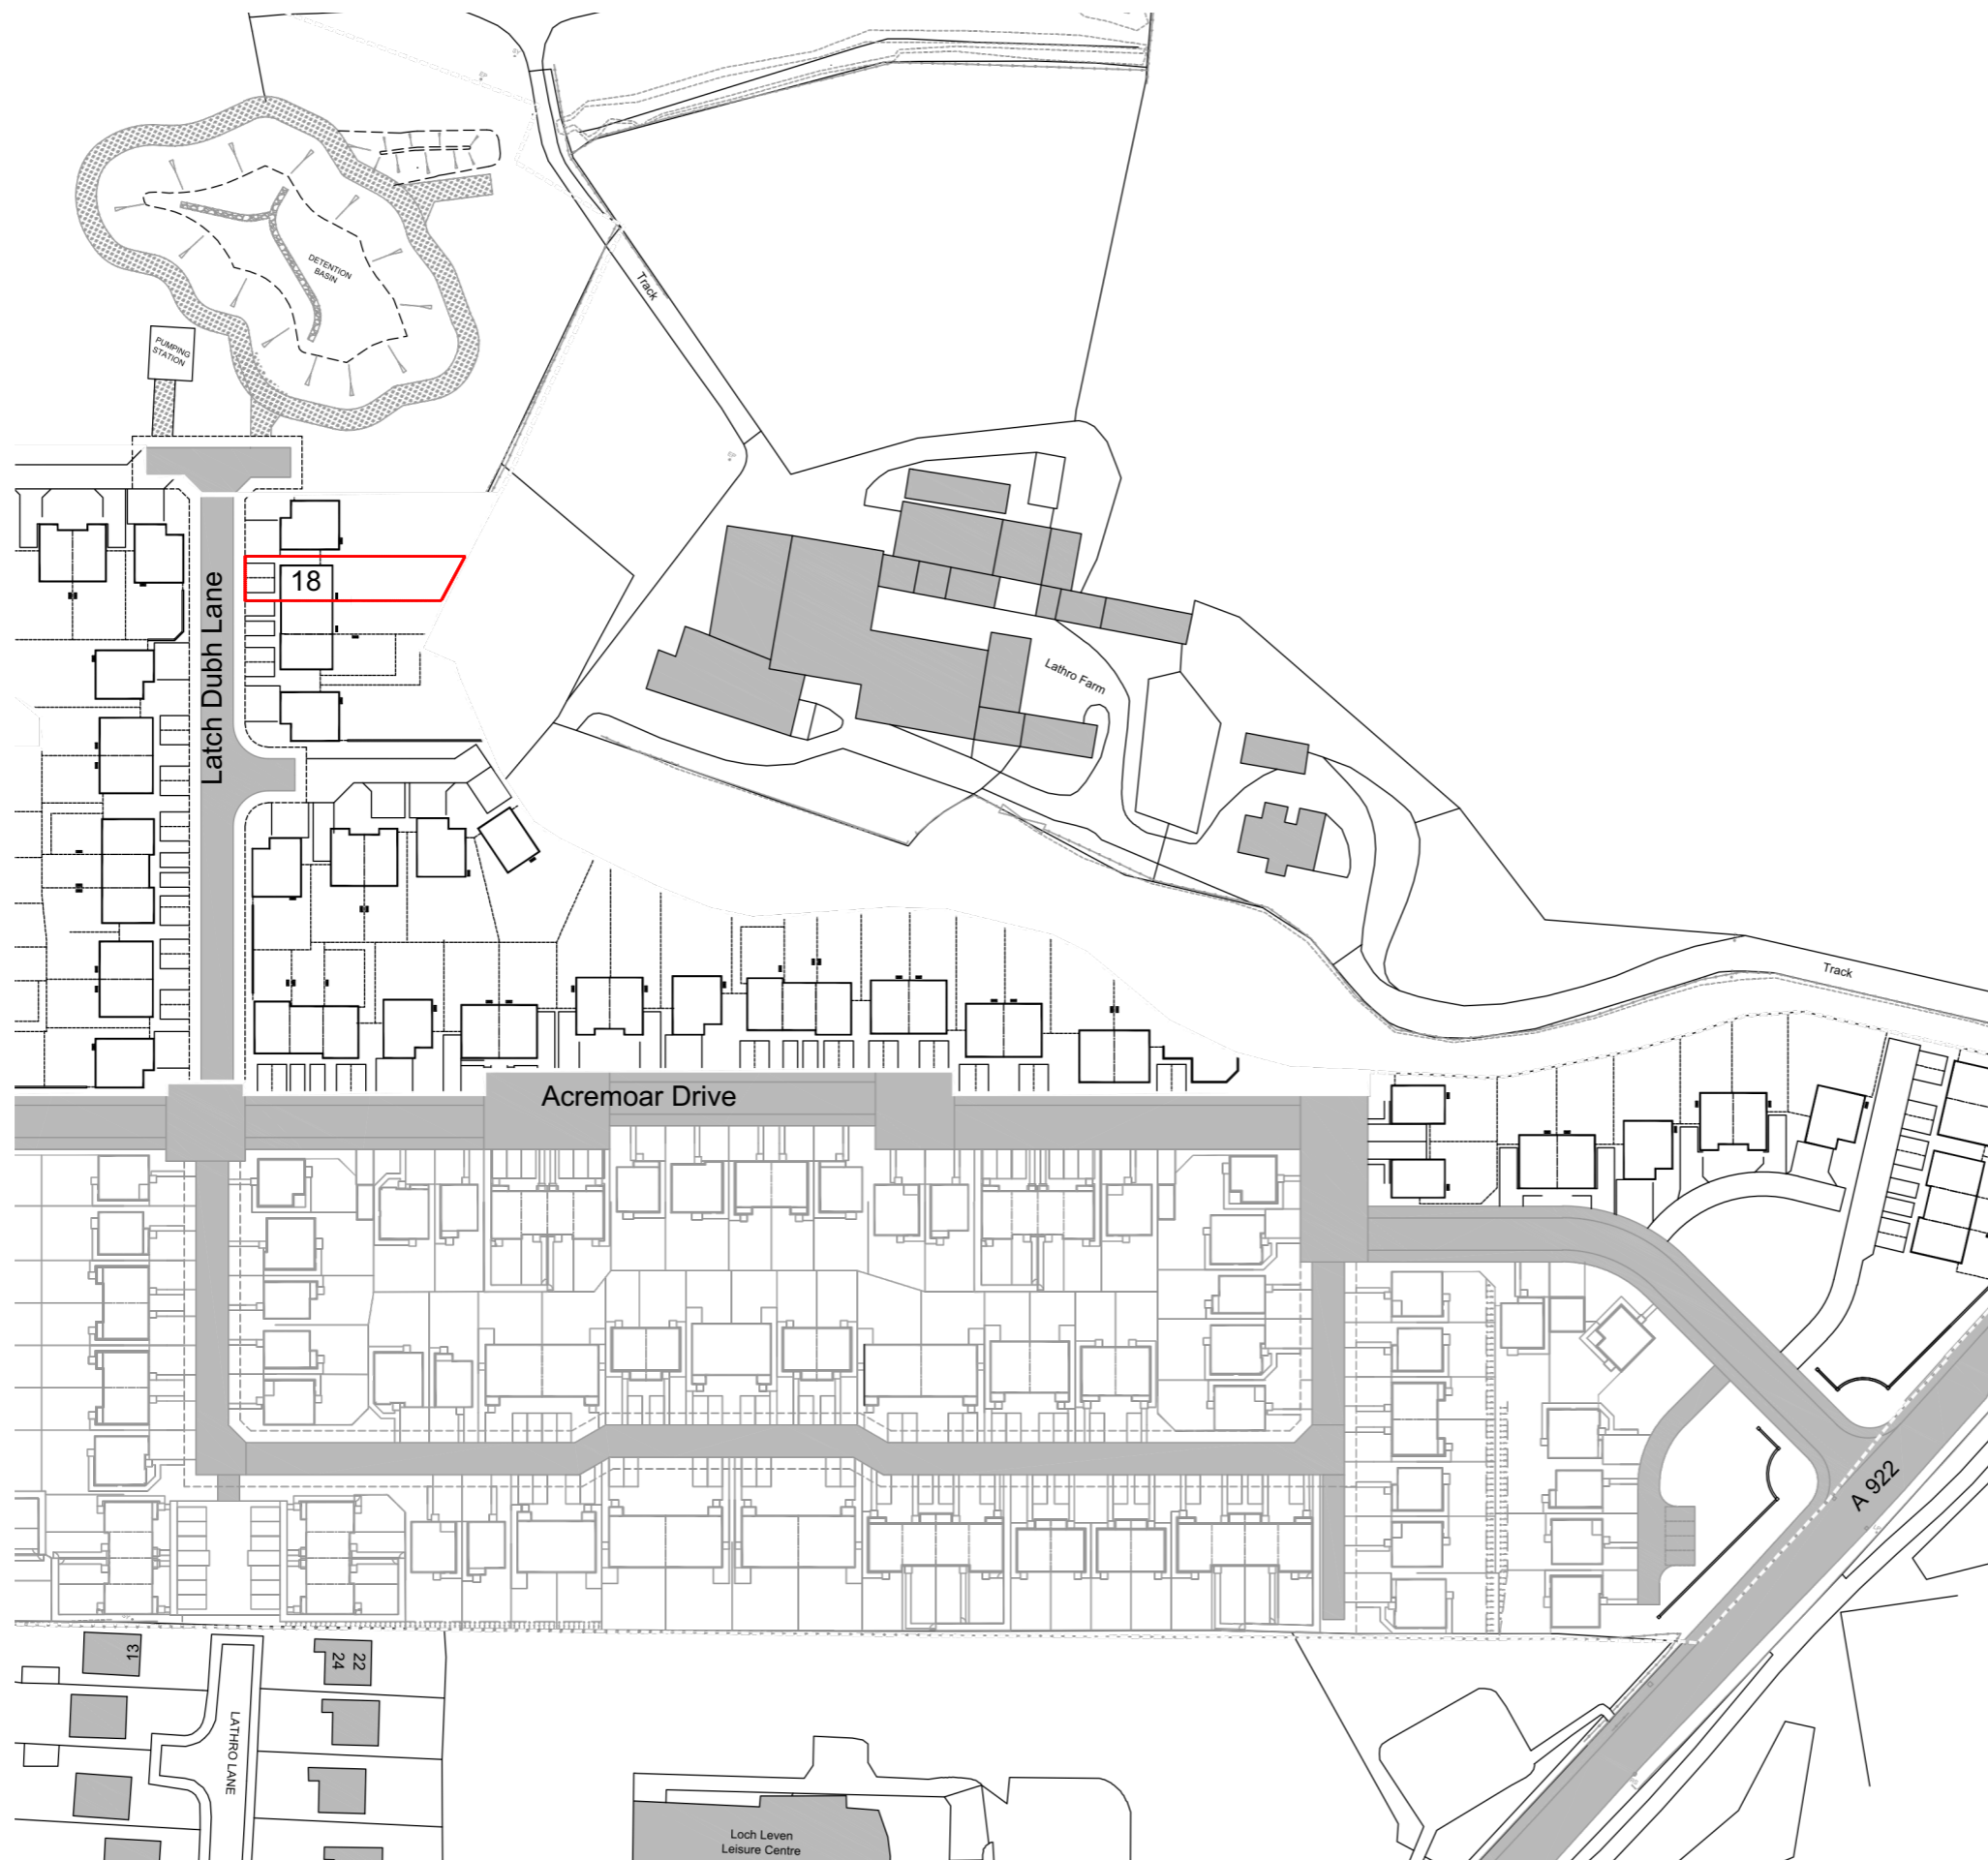 Track
DETENTION
BASIN
PUMPING
STATION
18
Latch Dubh Lane
Lathro Farm
Track
Acremoar Drive
A 922
13
22
24
LATHRO LANE
Loch Leven
Leisure Centre